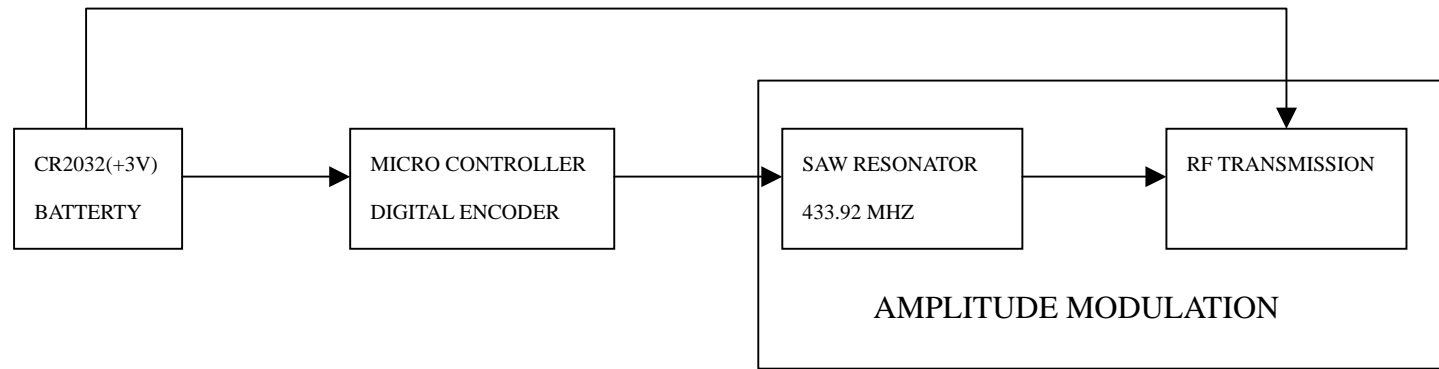 CR2032(+3V)
BATTERTY
MICRO CONTROLLER
DIGITAL ENCODER
SAW RESONATOR
433.92 MHZ
RF TRANSMISSION
AMPLITUDE MODULATION